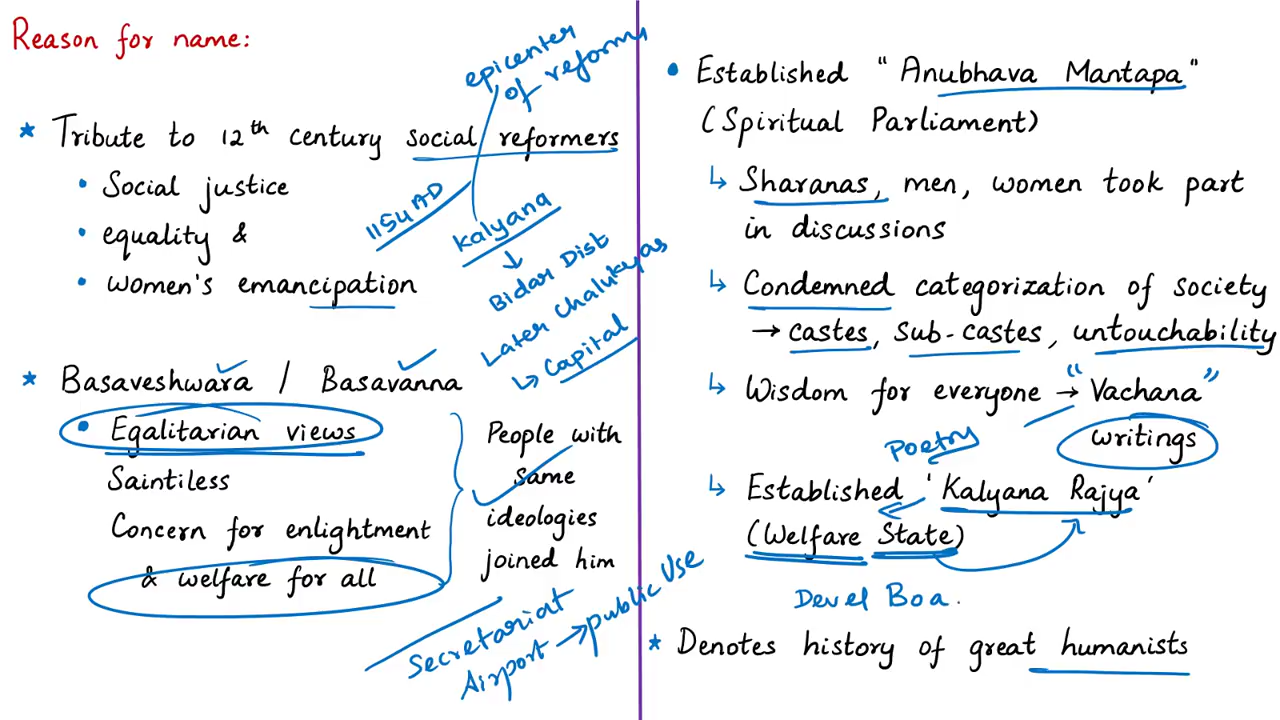 Reason for name:
epicenter
of reforms
* Tribute to 12th century social reformers
• Social justice
• equality &
• women's emancipation
1154 AD
Kalyana
↓
Bidar Dist
Later Chalukyas
↳ Capital
* Basaveshwara / Basavanna
• Egalitarian views
Saintiless
Concern for enlightment
& welfare for all
People with
same
ideologies
joined him
Secretariat
Airport → public Use
• Established "Anubhava Mantapa"
(Spiritual Parliament)
↳ Sharanas, men, women took part
in discussions
↳ Condemned categorization of society
→ castes, sub-castes, untouchability
↳ Wisdom for everyone → "Vachana"
writings
Poetry
↳ Established 'Kalyana Rajya'
(Welfare State)
Devel Boa.
* Denotes history of great humanists